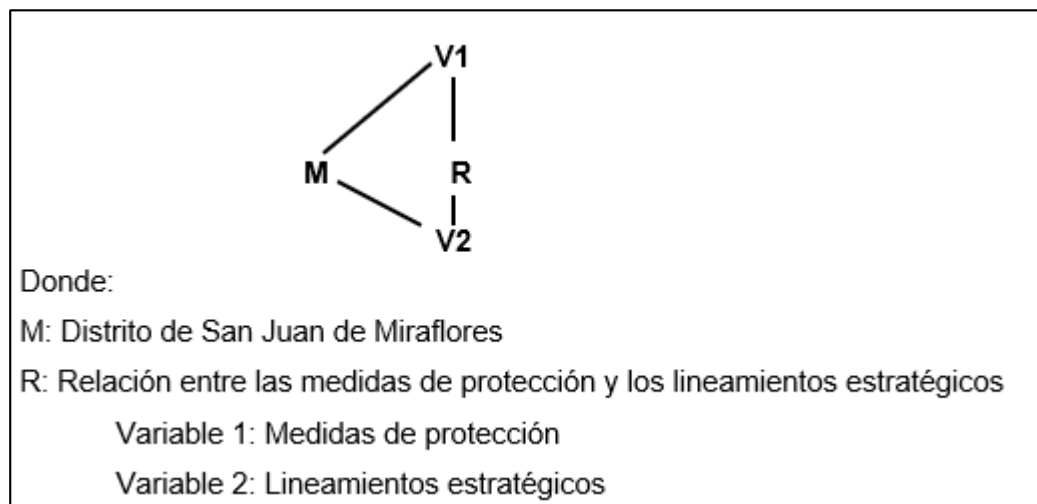 V1
M
R
V2
Donde:
M: Distrito de San Juan de Miraflores
R: Relación entre las medidas de protección y los lineamientos estratégicos
Variable 1: Medidas de protección
Variable 2: Lineamientos estratégicos